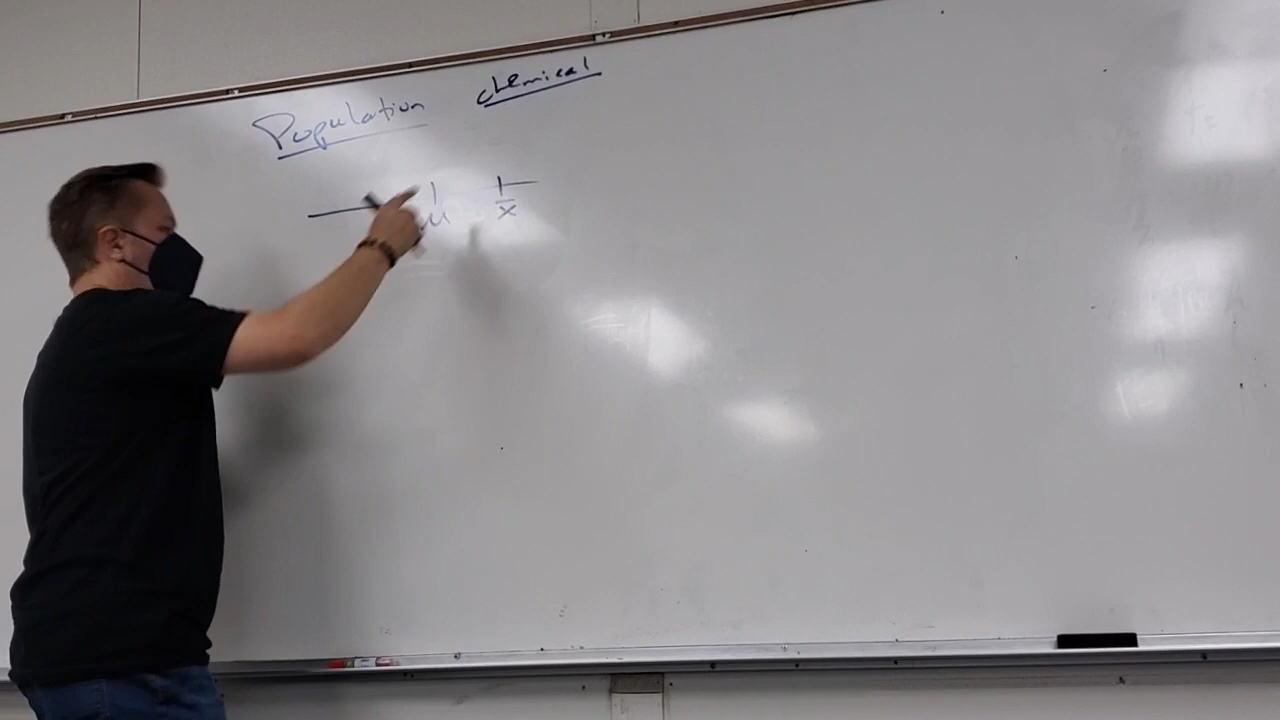 Population chemical
μ x̄